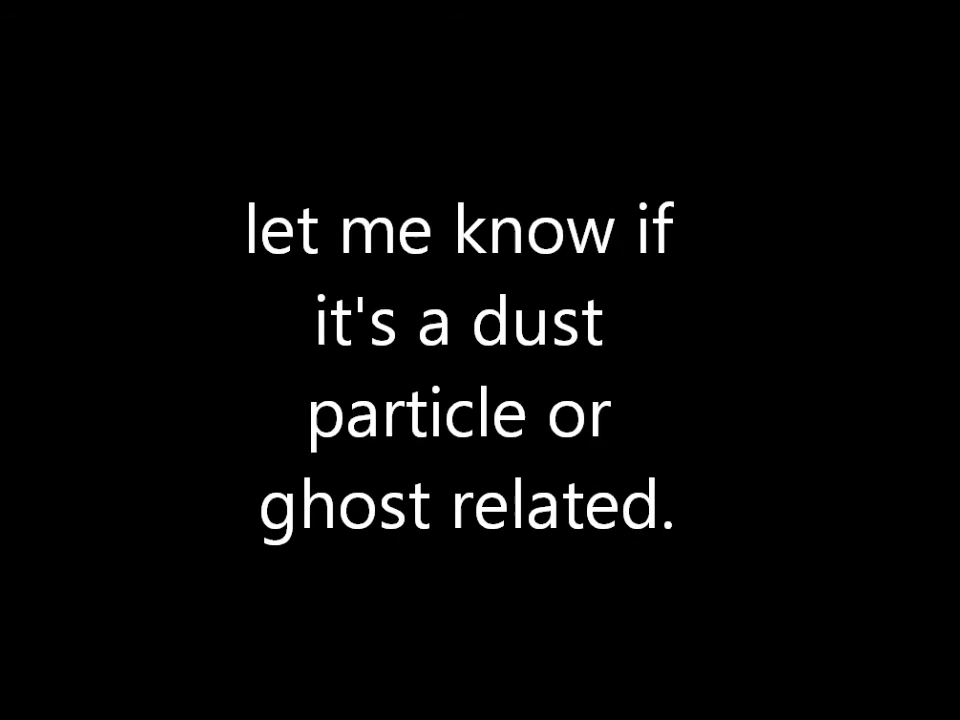 let me know if
it's a dust
particle or
ghost related.